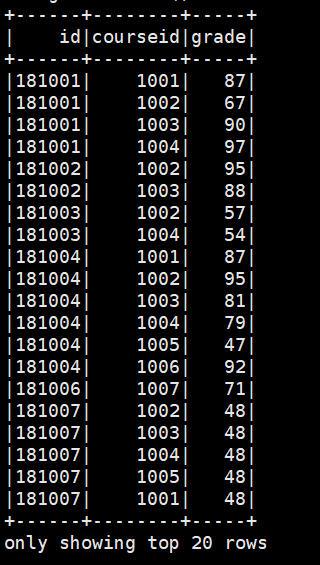 +------+--------+-----+
|    id|courseid|grade|
+------+--------+-----+
|181001|    1001|   87|
|181001|    1002|   67|
|181001|    1003|   90|
|181001|    1004|   97|
|181002|    1002|   95|
|181002|    1003|   88|
|181003|    1002|   57|
|181003|    1004|   54|
|181004|    1001|   87|
|181004|    1002|   95|
|181004|    1003|   81|
|181004|    1004|   79|
|181004|    1005|   47|
|181004|    1006|   92|
|181006|    1007|   71|
|181007|    1002|   48|
|181007|    1003|   48|
|181007|    1004|   48|
|181007|    1005|   48|
|181007|    1001|   48|
+------+--------+-----+
only showing top 20 rows